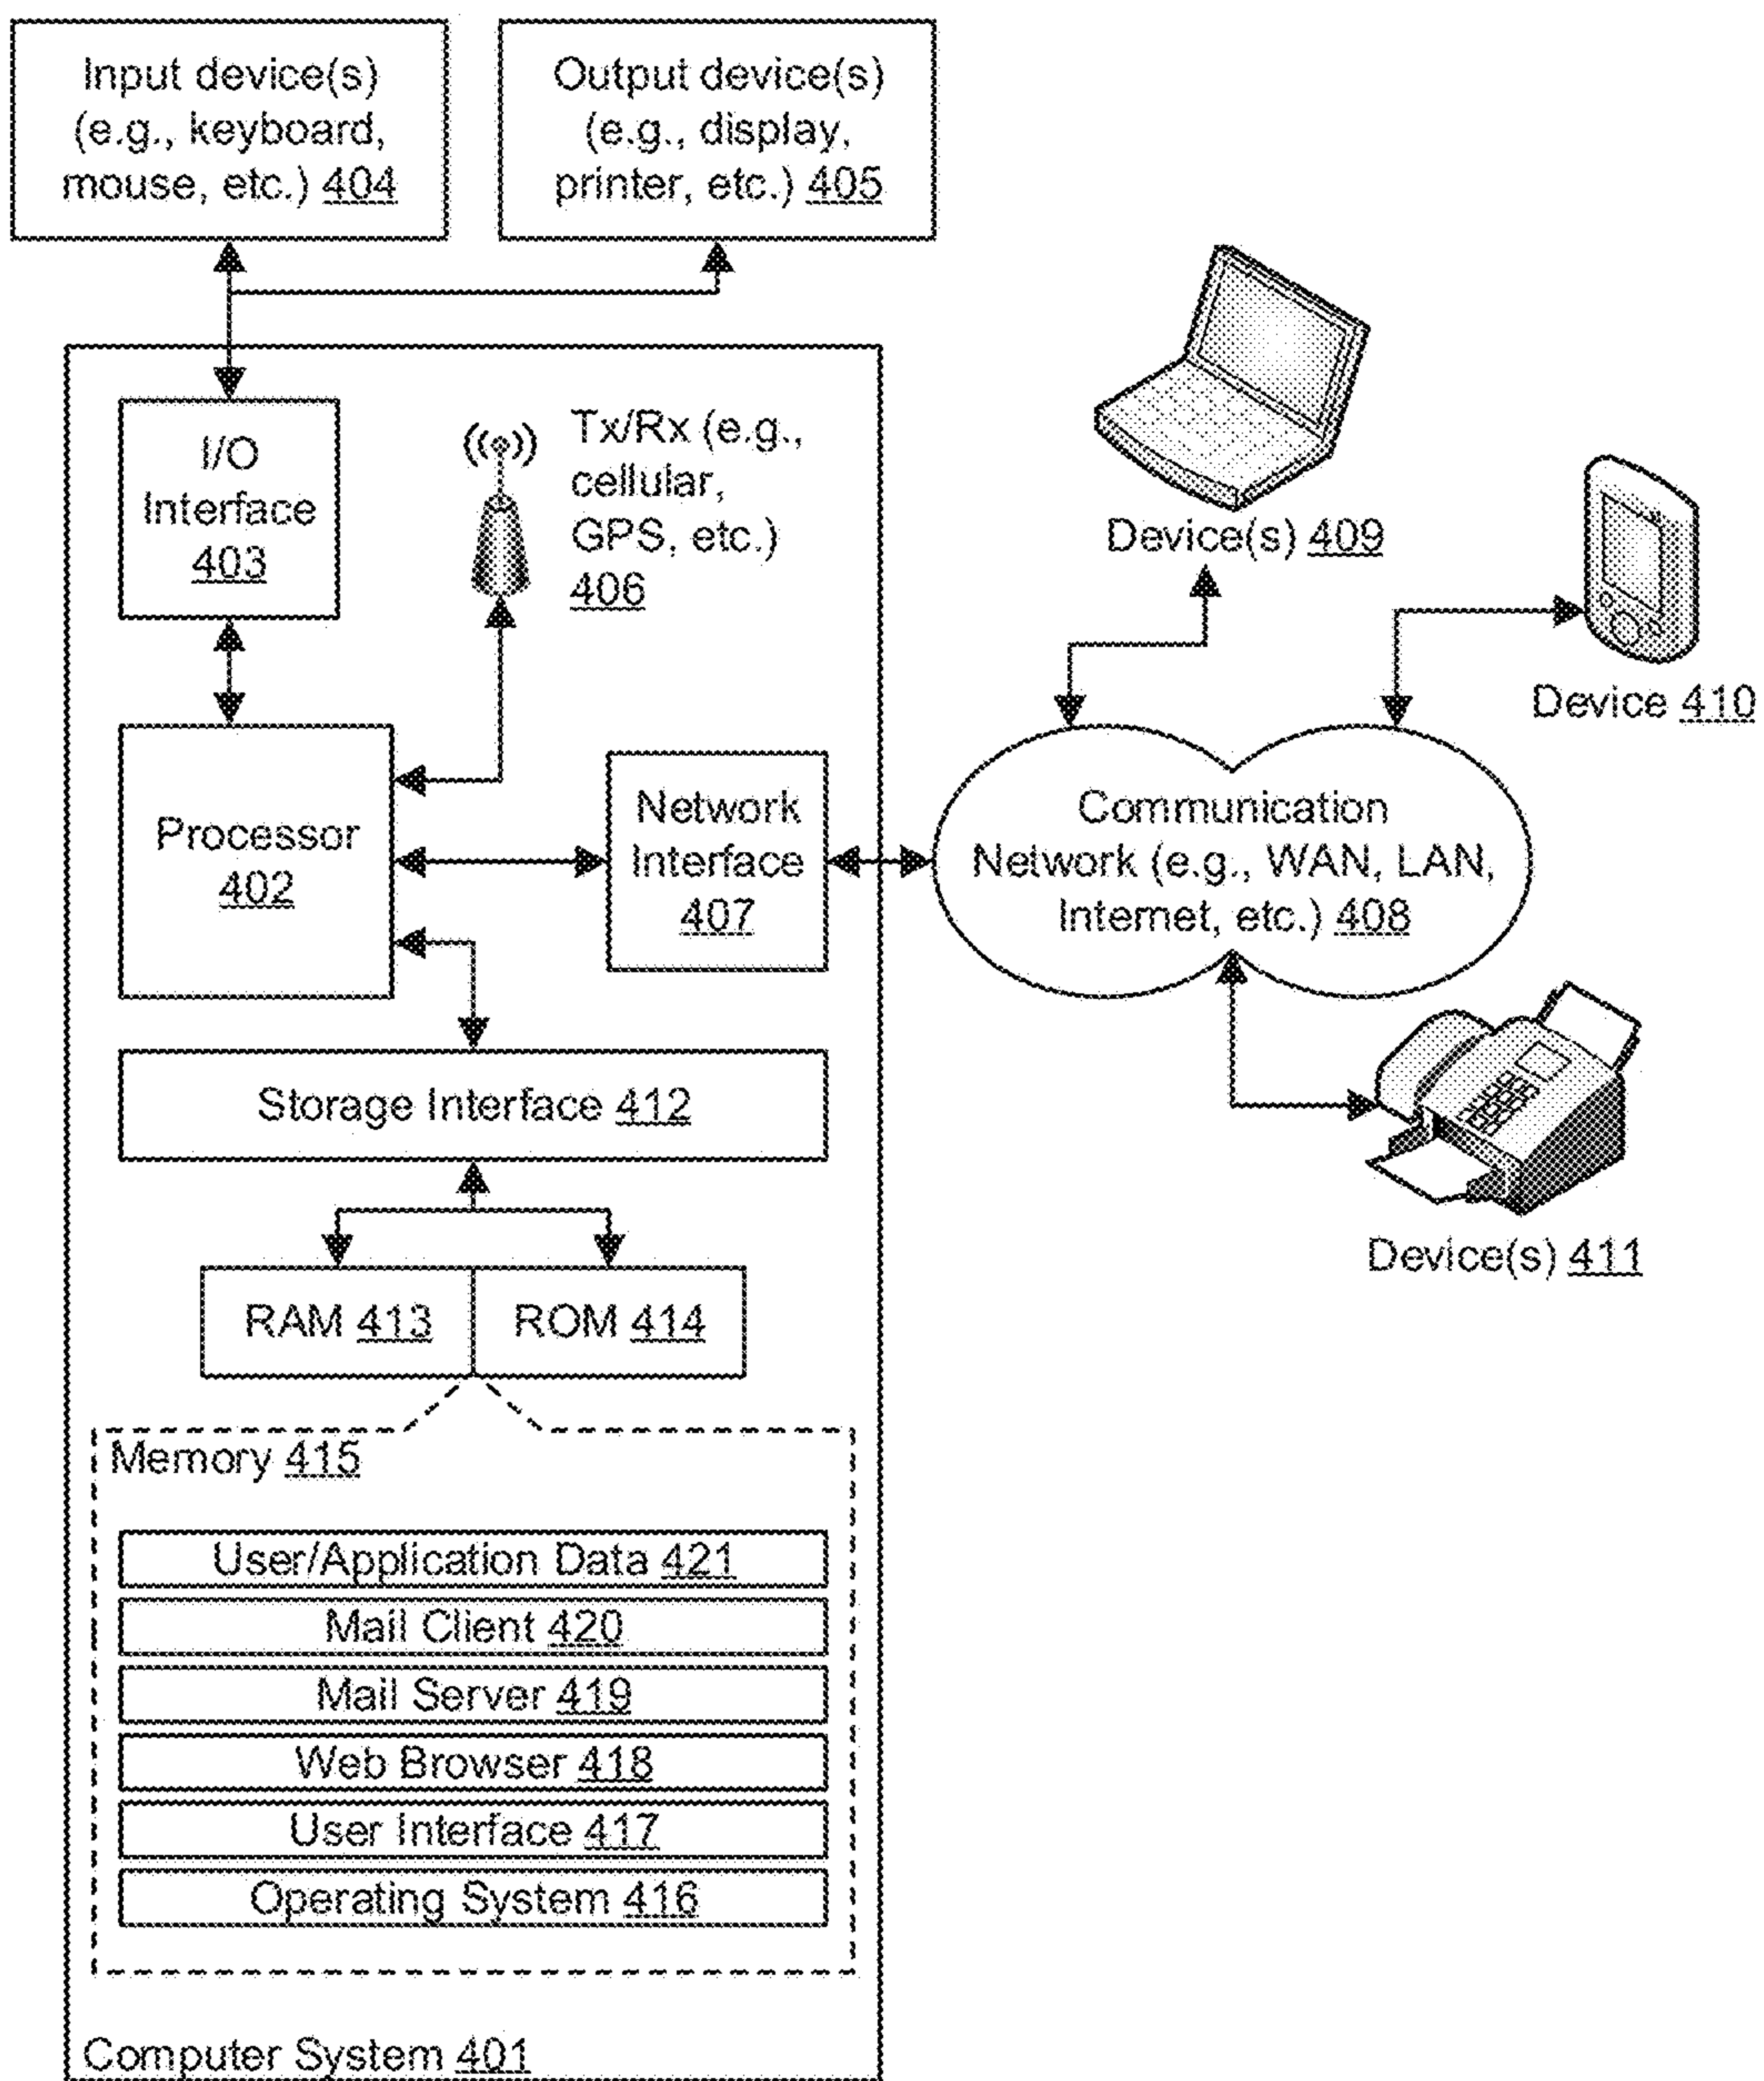 Input device(s)
(e.g., keyboard,
mouse, etc.) 404
Output device(s)
(e.g., display,
printer, etc.) 405
I/O
Interface
403
Tx/Rx (e.g.,
cellular,
GPS, etc.)
406
Device(s) 409
Device 410
Processor
402
Network
Interface
407
Communication
Network (e.g., WAN, LAN,
Internet, etc.) 408
Storage Interface 412
Device(s) 411
RAM 413
ROM 414
Memory 415
User/Application Data 421
Mail Client 420
Mail Server 419
Web Browser 418
User Interface 417
Operating System 416
Computer System 401